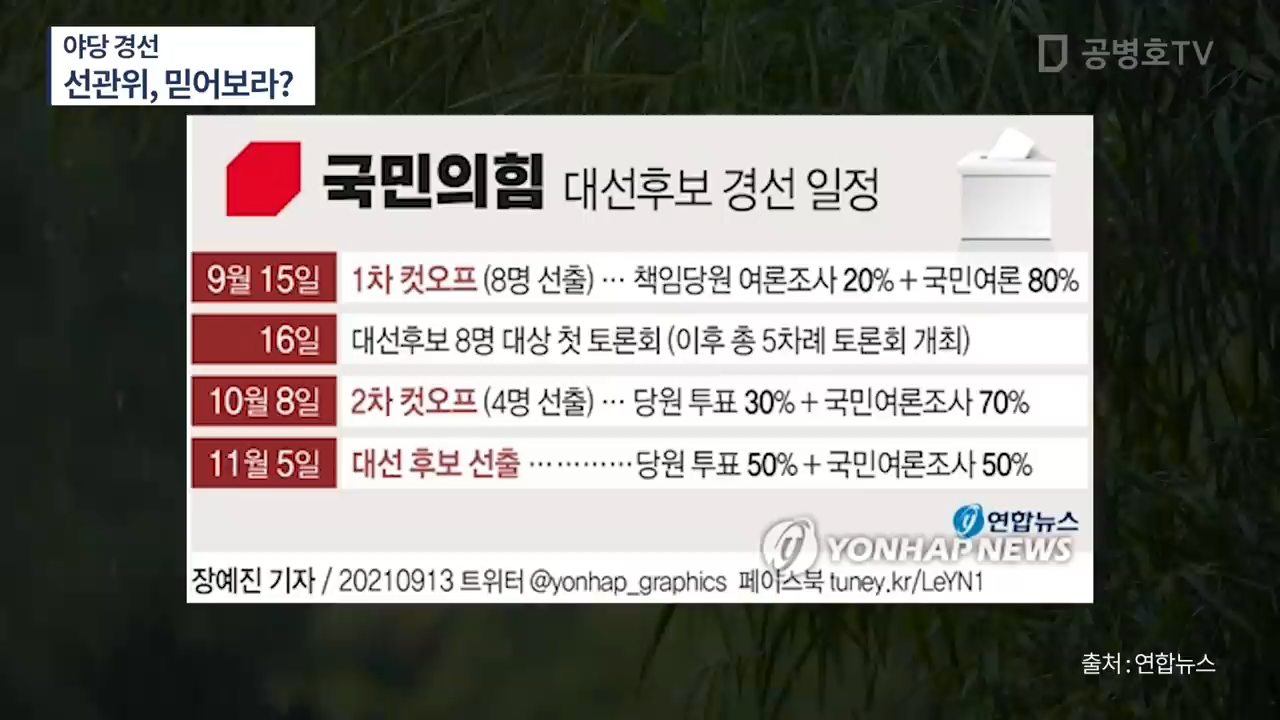 야당 경선
선관위, 믿어보라?
공병호TV
국민의힘 대선후보 경선 일정
9월 15일 1차 컷오프 (8명 선출) … 책임당원 여론조사 20% + 국민여론 80%
16일 대선후보 8명 대상 첫 토론회 (이후 총 5차례 토론회 개최)
10월 8일 2차 컷오프 (4명 선출) … 당원 투표 30% + 국민여론조사 70%
11월 5일 대선 후보 선출 ………… 당원 투표 50% + 국민여론조사 50%
연합뉴스
YONHAP NEWS
장예진 기자 / 20210913 트위터 @yonhap_graphics 페이스북 tuney.kr/LeYN1
출처 : 연합뉴스